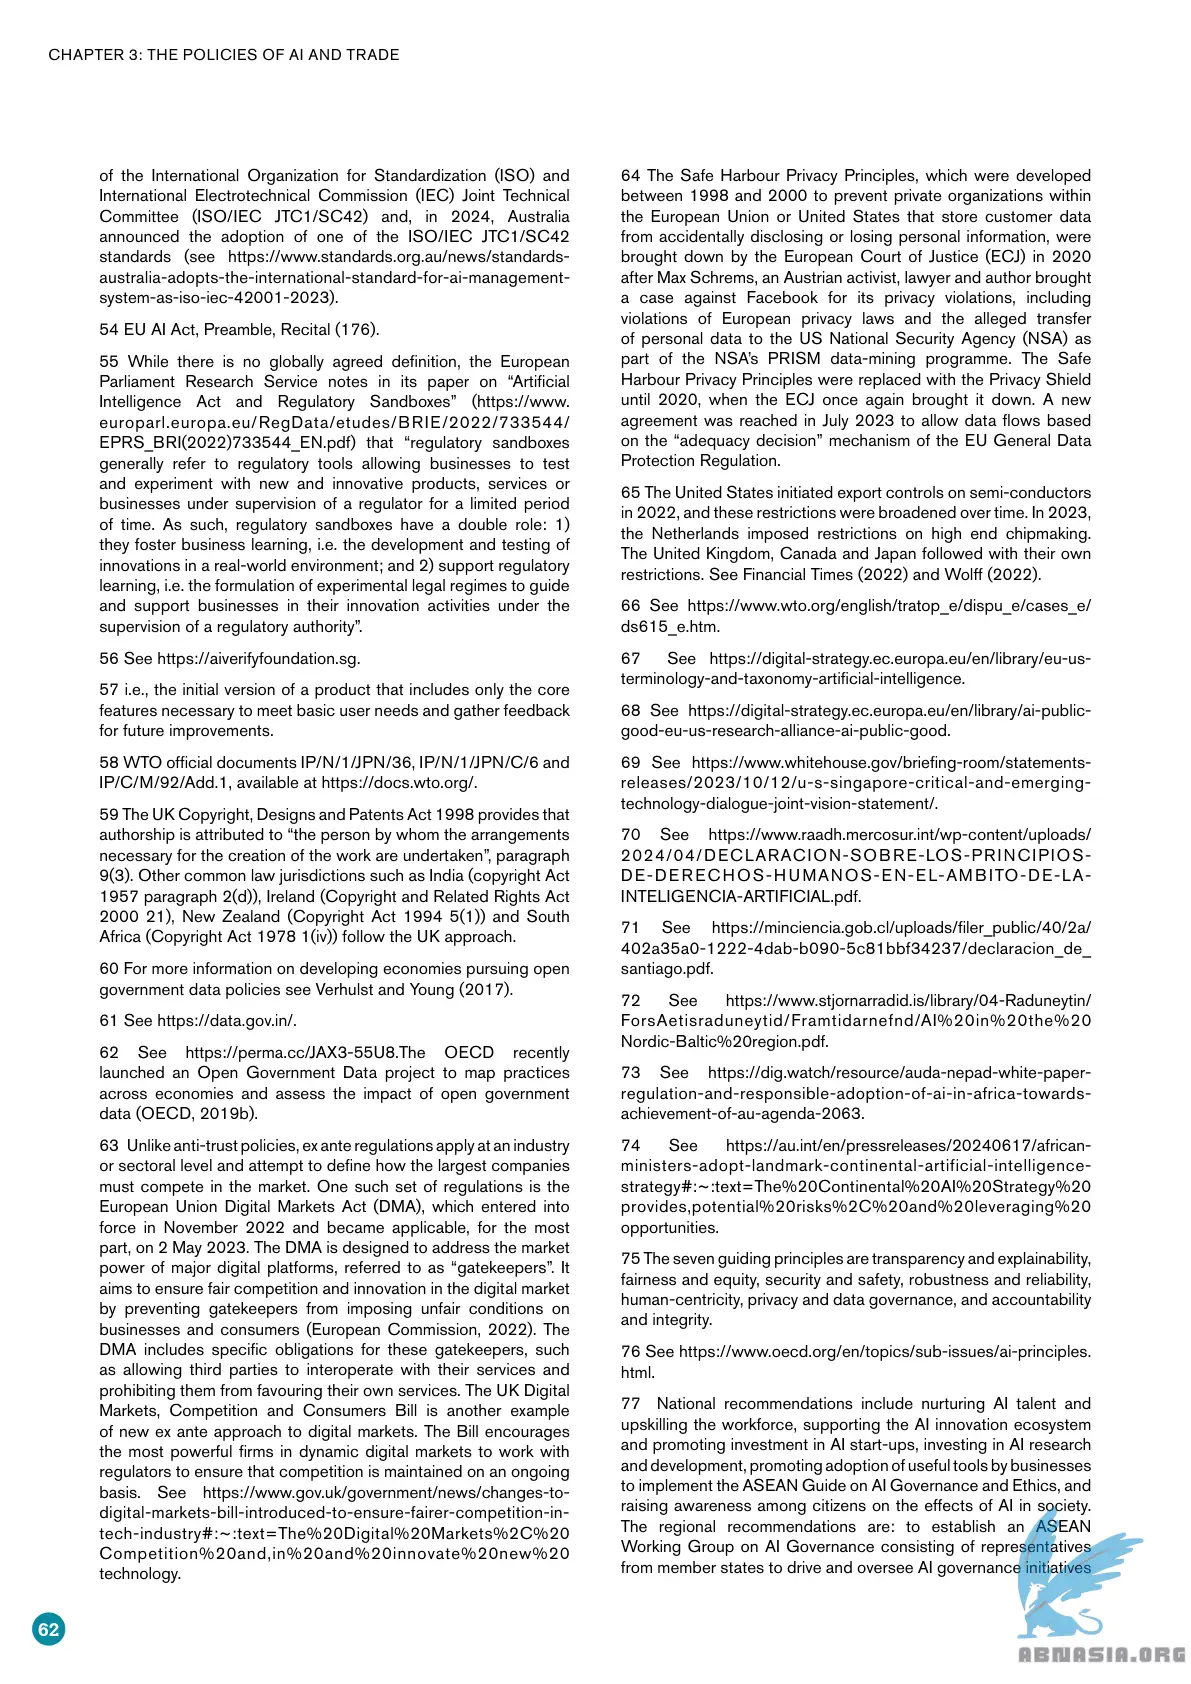 CHAPTER 3: THE POLICIES OF AI AND TRADE
of the International Organization for Standardization (ISO) and
International Electrotechnical Commission (IEC) Joint Technical
Committee (ISO/IEC JTC1/SC42) and, in 2024, Australia
announced the adoption of one of the ISO/IEC JTC1/SC42
standards (see https://www.standards.org.au/news/standards-
australia-adopts-the-international-standard-for-ai-management-
system-as-iso-iec-42001-2023).
54 EU AI Act, Preamble, Recital (176).
55 While there is no globally agreed definition, the European
Parliament Research Service notes in its paper on “Artificial
Intelligence Act and Regulatory Sandboxes” (https://www.
europarl.europa.eu/RegData/etudes/BRIE/2022/733544/
EPRS_BRI(2022)733544_EN.pdf) that “regulatory sandboxes
generally refer to regulatory tools allowing businesses to test
and experiment with new and innovative products, services or
businesses under supervision of a regulator for a limited period
of time. As such, regulatory sandboxes have a double role: 1)
they foster business learning, i.e. the development and testing of
innovations in a real-world environment; and 2) support regulatory
learning, i.e. the formulation of experimental legal regimes to guide
and support businesses in their innovation activities under the
supervision of a regulatory authority”.
56 See https://aiverifyfoundation.sg.
57 i.e., the initial version of a product that includes only the core
features necessary to meet basic user needs and gather feedback
for future improvements.
58 WTO official documents IP/N/1/JPN/36, IP/N/1/JPN/C/6 and
IP/C/M/92/Add.1, available at https://docs.wto.org/.
59 The UK Copyright, Designs and Patents Act 1998 provides that
authorship is attributed to “the person by whom the arrangements
necessary for the creation of the work are undertaken”, paragraph
9(3). Other common law jurisdictions such as India (copyright Act
1957 paragraph 2(d)), Ireland (Copyright and Related Rights Act
2000 21), New Zealand (Copyright Act 1994 5(1)) and South
Africa (Copyright Act 1978 1(iv)) follow the UK approach.
60 For more information on developing economies pursuing open
government data policies see Verhulst and Young (2017).
61 See https://data.gov.in/.
62 See https://perma.cc/JAX3-55U8.The OECD recently
launched an Open Government Data project to map practices
across economies and assess the impact of open government
data (OECD, 2019b).
63 Unlike anti-trust policies, ex ante regulations apply at an industry
or sectoral level and attempt to define how the largest companies
must compete in the market. One such set of regulations is the
European Union Digital Markets Act (DMA), which entered into
force in November 2022 and became applicable, for the most
part, on 2 May 2023. The DMA is designed to address the market
power of major digital platforms, referred to as “gatekeepers”. It
aims to ensure fair competition and innovation in the digital market
by preventing gatekeepers from imposing unfair conditions on
businesses and consumers (European Commission, 2022). The
DMA includes specific obligations for these gatekeepers, such
as allowing third parties to interoperate with their services and
prohibiting them from favouring their own services. The UK Digital
Markets, Competition and Consumers Bill is another example
of new ex ante approach to digital markets. The Bill encourages
the most powerful firms in dynamic digital markets to work with
regulators to ensure that competition is maintained on an ongoing
basis. See https://www.gov.uk/government/news/changes-to-
digital-markets-bill-introduced-to-ensure-fairer-competition-in-
tech-industry#:~:text=The%20Digital%20Markets%2C%20
Competition%20and,in%20and%20innovate%20new%20
technology.
64 The Safe Harbour Privacy Principles, which were developed
between 1998 and 2000 to prevent private organizations within
the European Union or United States that store customer data
from accidentally disclosing or losing personal information, were
brought down by the European Court of Justice (ECJ) in 2020
after Max Schrems, an Austrian activist, lawyer and author brought
a case against Facebook for its privacy violations, including
violations of European privacy laws and the alleged transfer
of personal data to the US National Security Agency (NSA) as
part of the NSA’s PRISM data-mining programme. The Safe
Harbour Privacy Principles were replaced with the Privacy Shield
until 2020, when the ECJ once again brought it down. A new
agreement was reached in July 2023 to allow data flows based
on the “adequacy decision” mechanism of the EU General Data
Protection Regulation.
65 The United States initiated export controls on semi-conductors
in 2022, and these restrictions were broadened over time. In 2023,
the Netherlands imposed restrictions on high end chipmaking.
The United Kingdom, Canada and Japan followed with their own
restrictions. See Financial Times (2022) and Wolff (2022).
66 See https://www.wto.org/english/tratop_e/dispu_e/cases_e/
ds615_e.htm.
67 See https://digital-strategy.ec.europa.eu/en/library/eu-us-
terminology-and-taxonomy-artificial-intelligence.
68 See https://digital-strategy.ec.europa.eu/en/library/ai-public-
good-eu-us-research-alliance-ai-public-good.
69 See https://www.whitehouse.gov/briefing-room/statements-
releases/2023/10/12/u-s-singapore-critical-and-emerging-
technology-dialogue-joint-vision-statement/.
70 See https://www.raadh.mercosur.int/wp-content/uploads/
2024/04/DECLARACION-SOBRE-LOS-PRINCIPIOS-
DE-DERECHOS-HUMANOS-EN-EL-AMBITO-DE-LA-
INTELIGENCIA-ARTIFICIAL.pdf.
71 See https://minciencia.gob.cl/uploads/filer_public/40/2a/
402a35a0-1222-4dab-b090-5c81bbf34237/declaracion_de_
santiago.pdf.
72 See https://www.stjornarradid.is/library/04-Raduneytin/
ForsAetisraduneytid/Framtidarnefnd/AI%20in%20the%20
Nordic-Baltic%20region.pdf.
73 See https://dig.watch/resource/auda-nepad-white-paper-
regulation-and-responsible-adoption-of-ai-in-africa-towards-
achievement-of-au-agenda-2063.
74 See https://au.int/en/pressreleases/20240617/african-
ministers-adopt-landmark-continental-artificial-intelligence-
strategy#:~:text=The%20Continental%20AI%20Strategy%20
provides,potential%20risks%2C%20and%20leveraging%20
opportunities.
75 The seven guiding principles are transparency and explainability,
fairness and equity, security and safety, robustness and reliability,
human-centricity, privacy and data governance, and accountability
and integrity.
76 See https://www.oecd.org/en/topics/sub-issues/ai-principles.
html.
77 National recommendations include nurturing AI talent and
upskilling the workforce, supporting the AI innovation ecosystem
and promoting investment in AI start-ups, investing in AI research
and development, promoting adoption of useful tools by businesses
to implement the ASEAN Guide on AI Governance and Ethics, and
raising awareness among citizens on the effects of AI in society.
The regional recommendations are: to establish an ASEAN
Working Group on AI Governance consisting of representatives
from member states to drive and oversee AI governance initiatives
62
ABNASIA.ORG